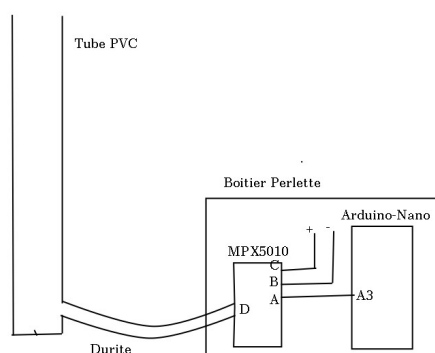 Tube PVC
Boitier Perlette
Arduino-Nano
+ -
MPX5010
C
B
A
A3
D
Durite